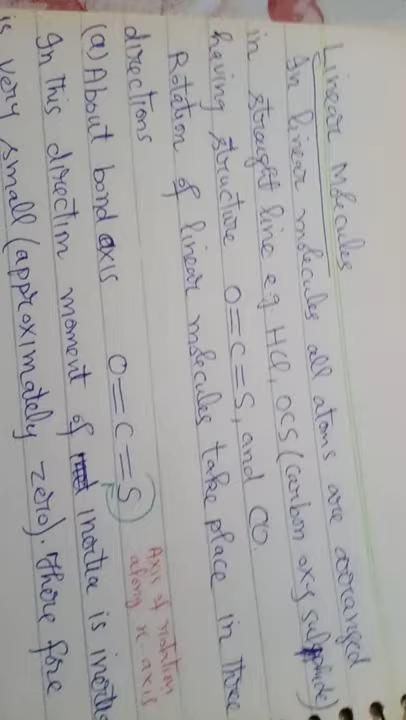 Linear Molecules
In linear molecules all atoms are arranged
in straight line e.g HCl, OCS (carbon oxy sulphide)
having structure O=C=S, and CO.
Rotation of linear molecules take place in three
directions
(a) About bond axis O=C=S
Axis of rotation
along x axis
In this direction moment of inertia is inertia
is very small (approximately zero). There fore